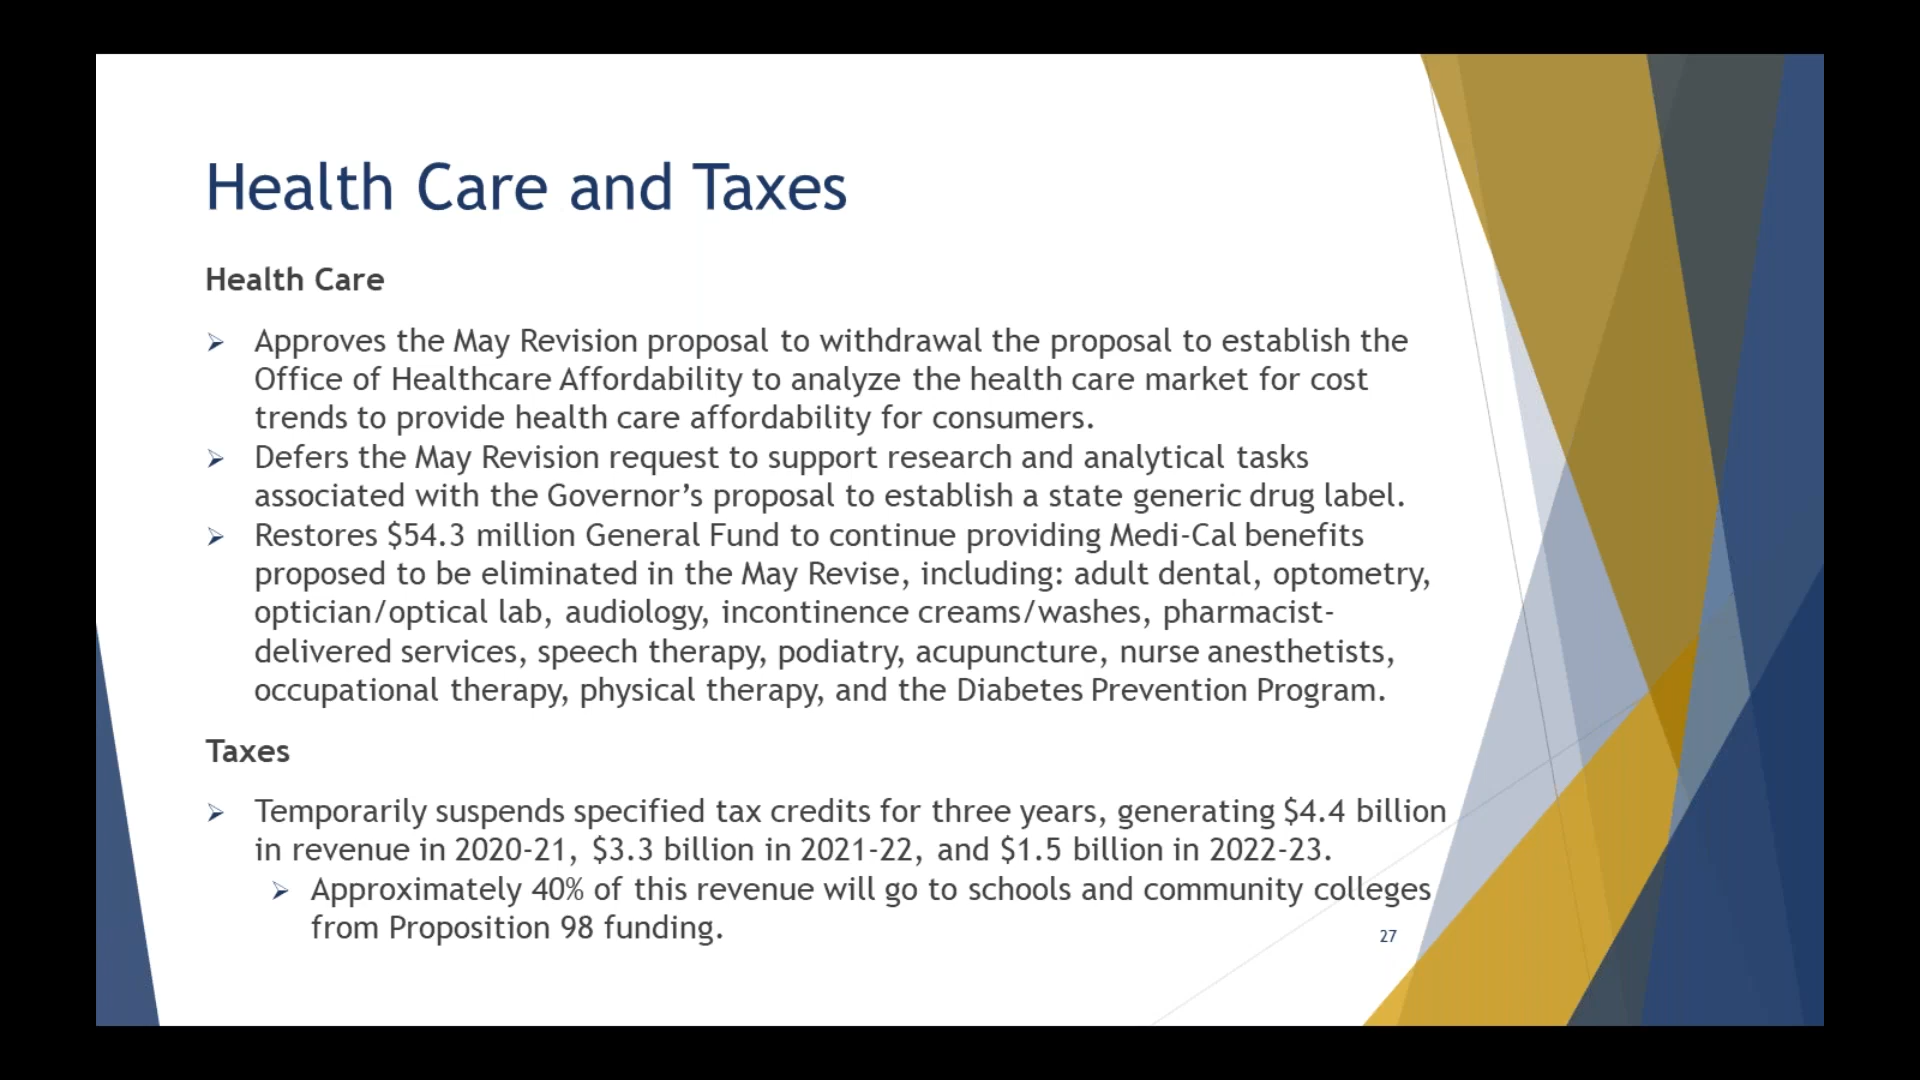 Health Care and Taxes
Health Care
Approves the May Revision proposal to withdrawal the proposal to establish the
Office of Healthcare Affordability to analyze the health care market for cost
trends to provide health care affordability for consumers.
Defers the May Revision request to support research and analytical tasks
associated with the Governor’s proposal to establish a state generic drug label.
Restores $54.3 million General Fund to continue providing Medi-Cal benefits
proposed to be eliminated in the May Revise, including: adult dental, optometry,
optician/optical lab, audiology, incontinence creams/washes, pharmacist-
delivered services, speech therapy, podiatry, acupuncture, nurse anesthetists,
occupational therapy, physical therapy, and the Diabetes Prevention Program.
Taxes
Temporarily suspends specified tax credits for three years, generating $4.4 billion
in revenue in 2020-21, $3.3 billion in 2021-22, and $1.5 billion in 2022-23.
Approximately 40% of this revenue will go to schools and community colleges
from Proposition 98 funding.
27